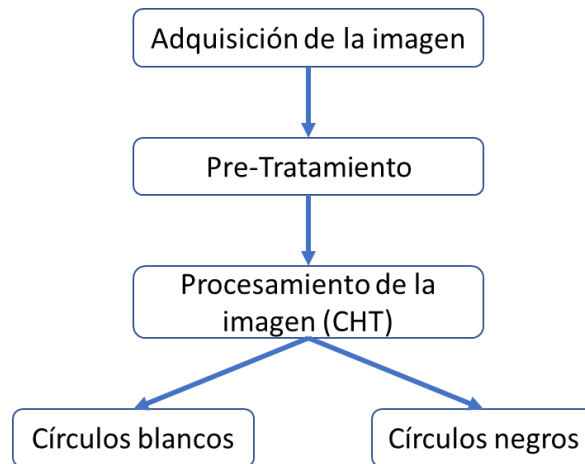 Adquisición de la imagen
Pre-Tratamiento
Procesamiento de la
imagen (CHT)
Círculos blancos
Círculos negros